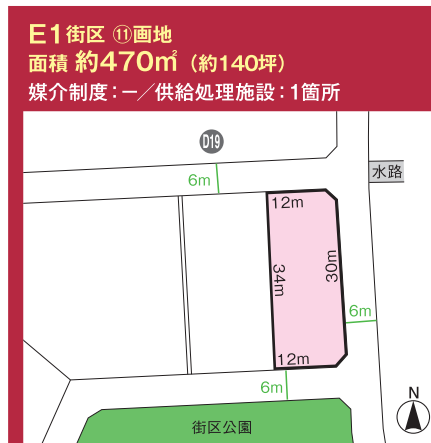 E1街区 ⑪画地
面積 約470㎡（約140坪）
媒介制度：－／供給処理施設：1箇所
D19
水路
6m
12m
34m
30m
6m
12m
6m
街区公園
N